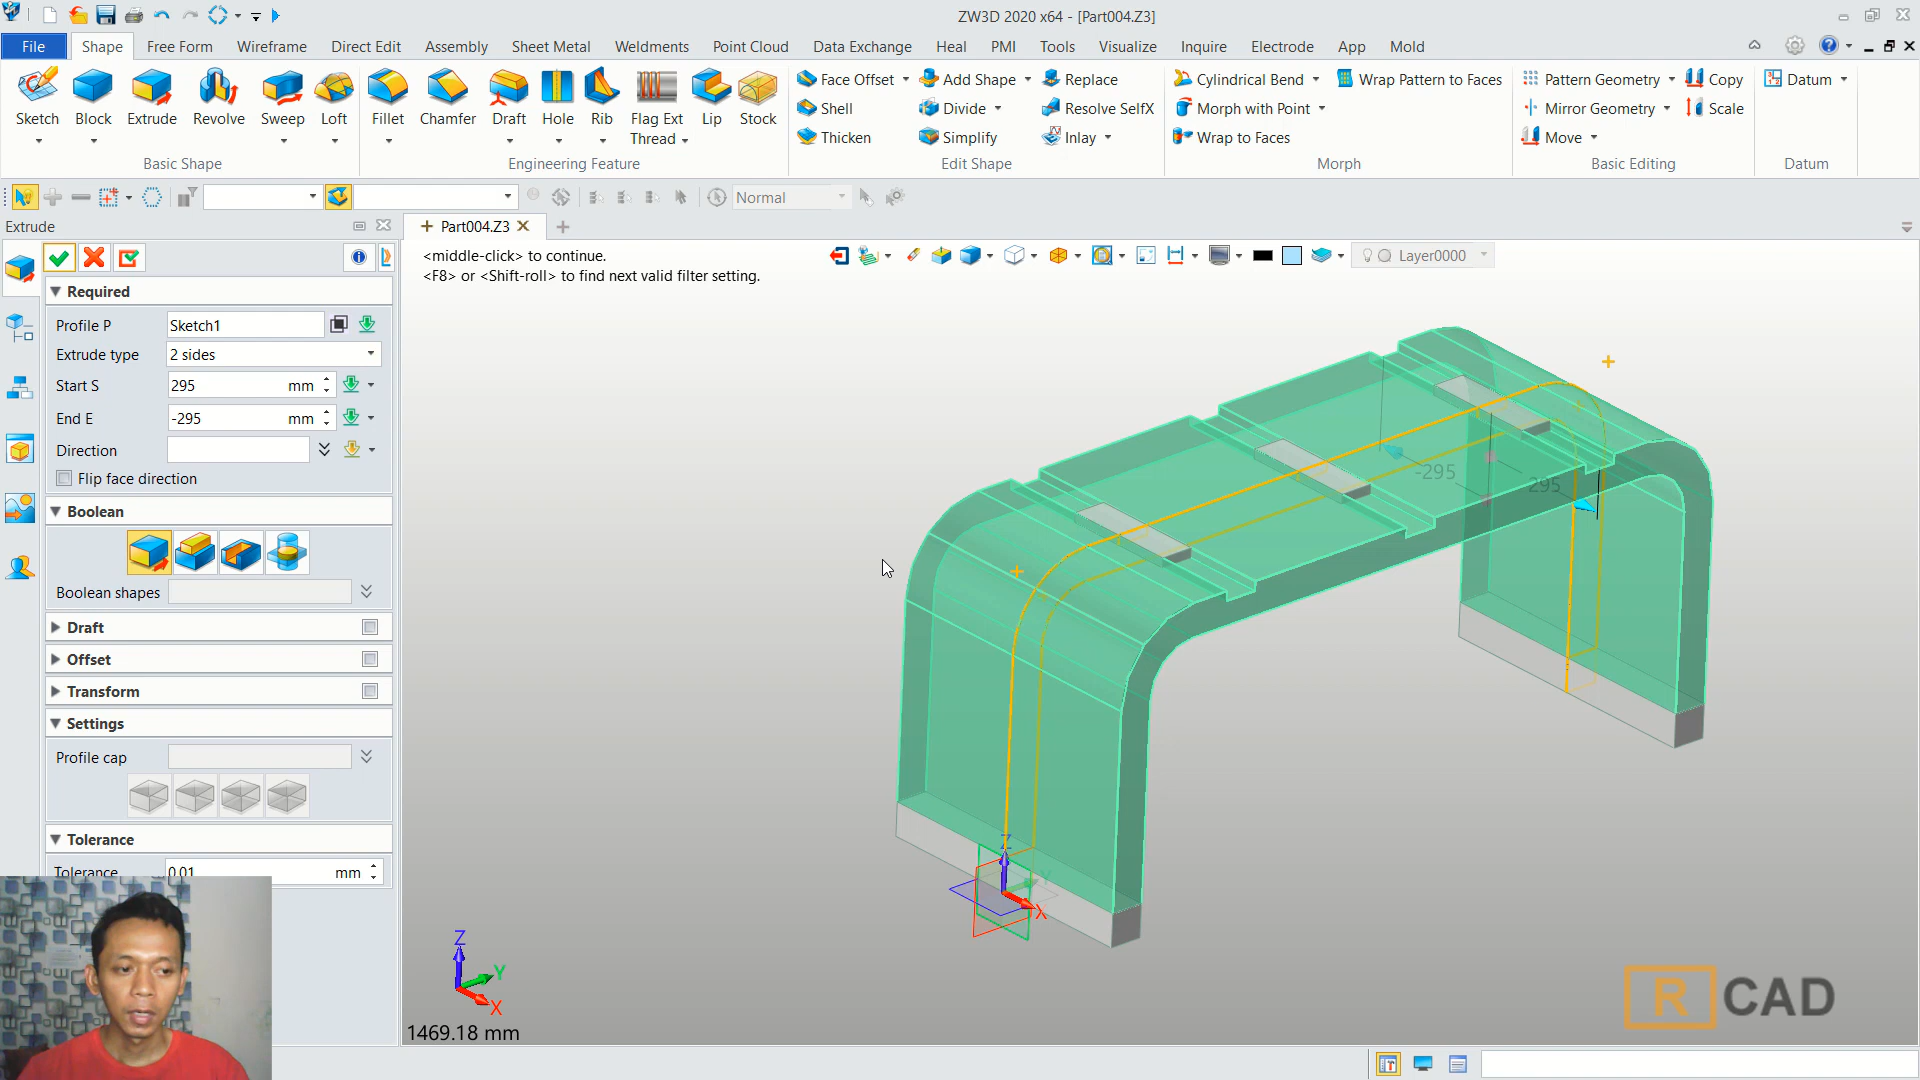 ZW3D 2020 x64 - [Part004.Z3]
File Shape Free Form Wireframe Direct Edit Assembly Sheet Metal Weldments Point Cloud Data Exchange Heal PMI Tools Visualize Inquire Electrode App Mold
Sketch Block Extrude Revolve Sweep Loft
Basic Shape
Fillet Chamfer Draft Hole Rib Flag Ext Thread Lip Stock
Engineering Feature
Face Offset Add Shape Replace
Shell Divide Resolve SelfX
Thicken Simplify Inlay
Edit Shape
Cylindrical Bend Wrap Pattern to Faces
Morph with Point
Wrap to Faces
Morph
Pattern Geometry Copy
Mirror Geometry Scale
Move
Basic Editing
Datum
Datum
Normal
Extrude
Part004.Z3
<middle-click> to continue.
<F8> or <Shift-roll> to find next valid filter setting.
Layer0000
Required
Profile P Sketch1
Extrude type 2 sides
Start S 295 mm
End E -295 mm
Direction
Flip face direction
Boolean
Boolean shapes
Draft
Offset
Transform
Settings
Profile cap
Tolerance
Tolerance 0.01 mm
-295
295
Z
Y
X
Z
Y
X
1469.18 mm
R CAD